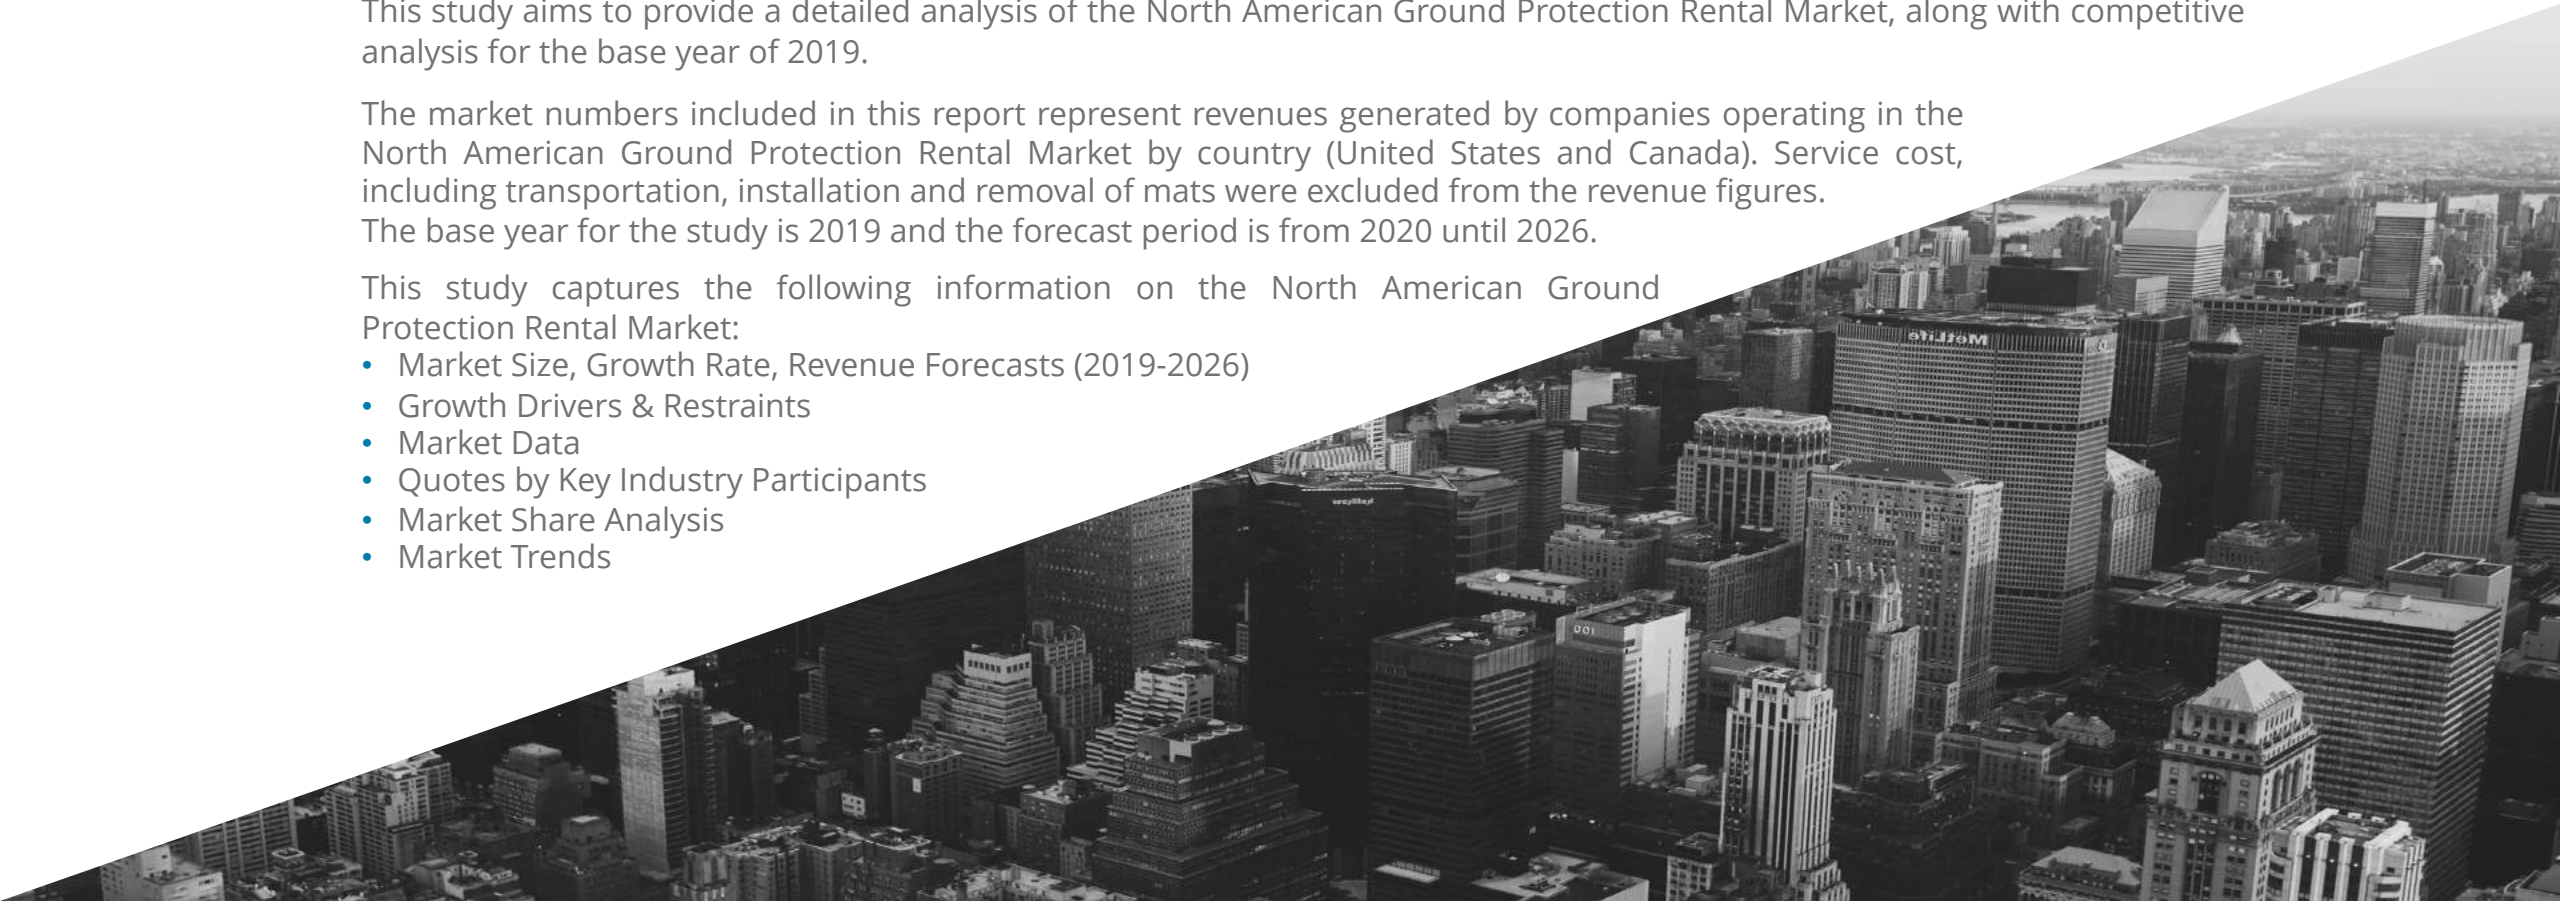 This study aims to provide a detailed analysis of the North American Ground Protection Rental Market, along with competitive
analysis for the base year of 2019.
The market numbers included in this report represent revenues generated by companies operating in the
North American Ground Protection Rental Market by country (United States and Canada). Service cost,
including transportation, installation and removal of mats were excluded from the revenue figures.
The base year for the study is 2019 and the forecast period is from 2020 until 2026.
This study captures the following information on the North American Ground
Protection Rental Market:
• Market Size, Growth Rate, Revenue Forecasts (2019-2026)
• Growth Drivers & Restraints
• Market Data
• Quotes by Key Industry Participants
• Market Share Analysis
• Market Trends
MetLife